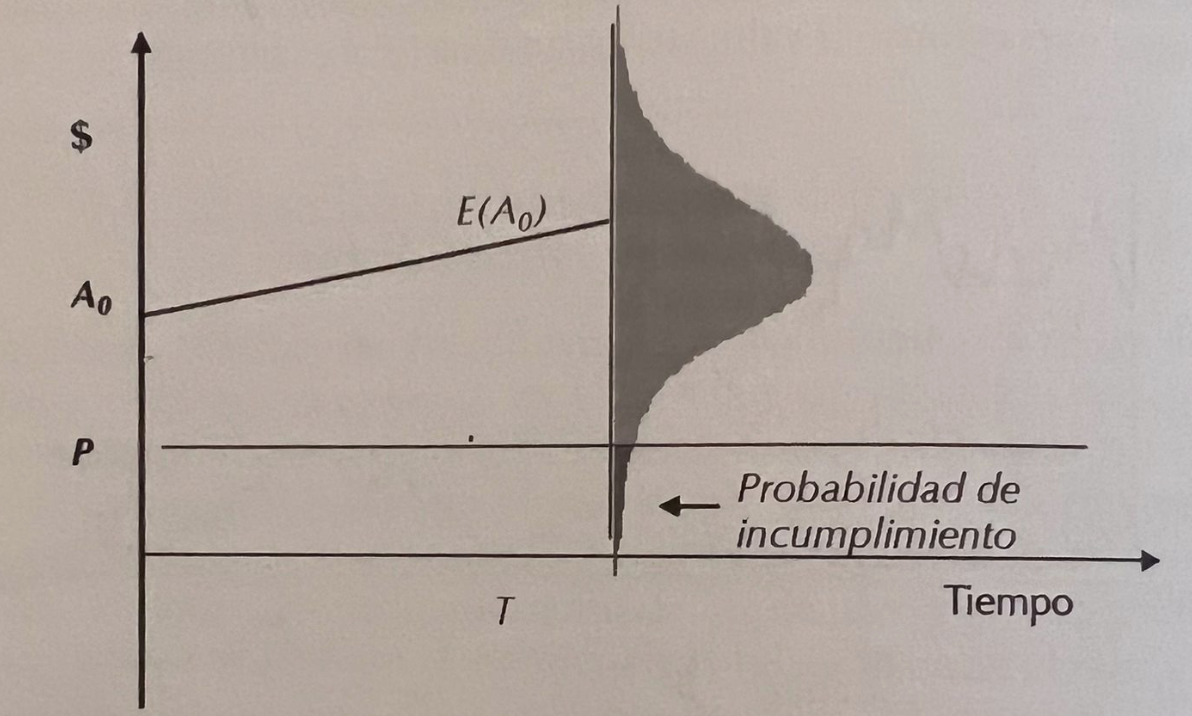 $
E(A₀)
A₀
P
Probabilidad de
incumplimiento
T
Tiempo